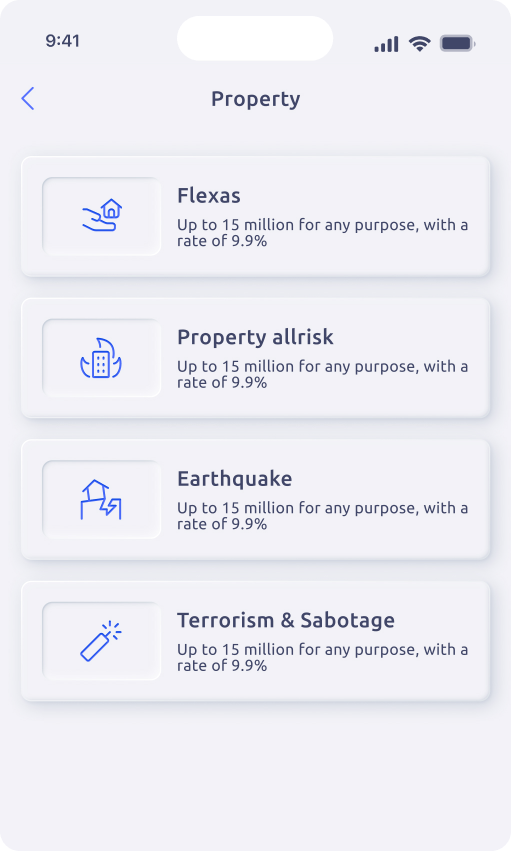 9:41
Property
Flexas
Up to 15 million for any purpose, with a
rate of 9.9%
Property allrisk
Up to 15 million for any purpose, with a
rate of 9.9%
Earthquake
Up to 15 million for any purpose, with a
rate of 9.9%
Terrorism & Sabotage
Up to 15 million for any purpose, with a
rate of 9.9%